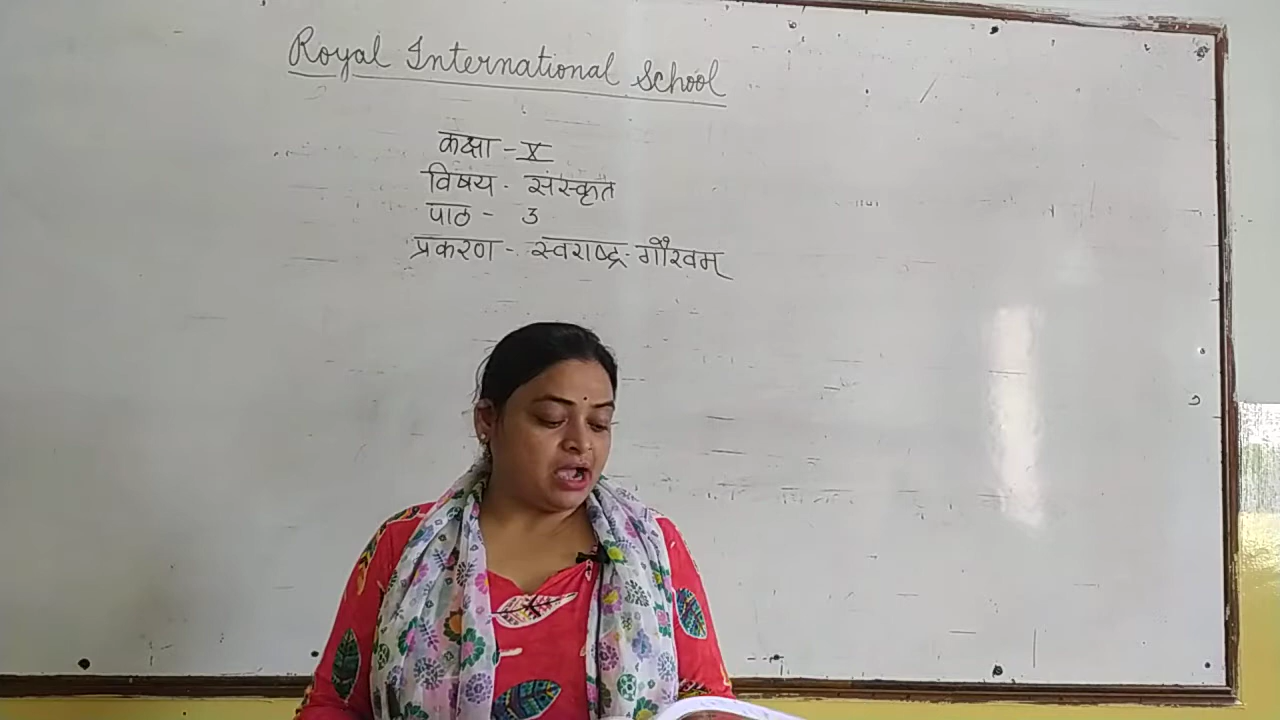 Royal International School
कक्षा - X
विषय - संस्कृत
पाठ - 3
प्रकरण - स्वराष्ट्र-गौरवम्